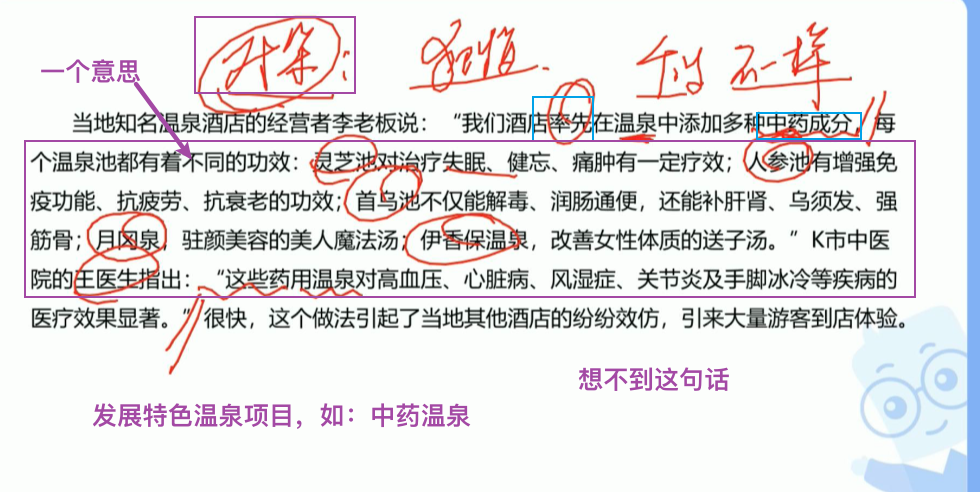 一个意思
千店不一样
当地知名温泉酒店的经营者李老板说：“我们酒店率先在温泉中添加多种中药成分，每
个温泉池都有着不同的功效：灵芝池对治疗失眠、健忘、痛肿有一定疗效；人参池有增强免
疫功能、抗疲劳、抗衰老的功效；首乌池不仅能解毒、润肠通便，还能补肝肾、乌须发、强
筋骨；月冈泉，驻颜美容的美人魔法汤；伊香保温泉，改善女性体质的送子汤。”K市中医
院的王医生指出：“这些药用温泉对高血压、心脏病、风湿症、关节炎及手脚冰冷等疾病的
医疗效果显著。”很快，这个做法引起了当地其他酒店的纷纷效仿，引来大量游客到店体验。
想不到这句话
发展特色温泉项目，如：中药温泉